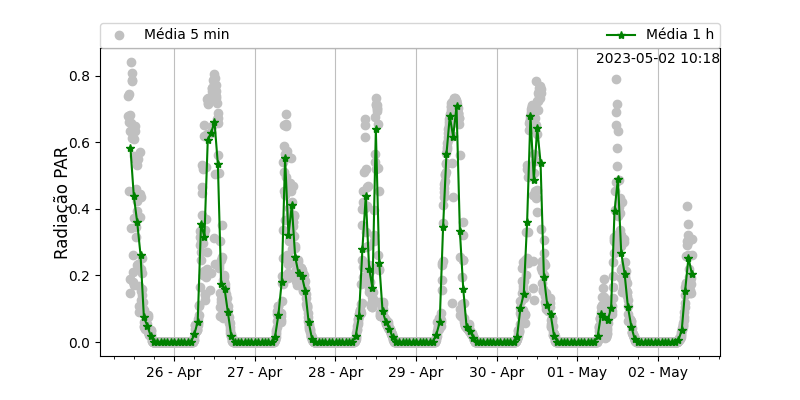 Média 5 min
Média 1 h
2023-05-02 10:18
Radiação PAR
0.8
0.6
0.4
0.2
0.0
26 - Apr
27 - Apr
28 - Apr
29 - Apr
30 - Apr
01 - May
02 - May